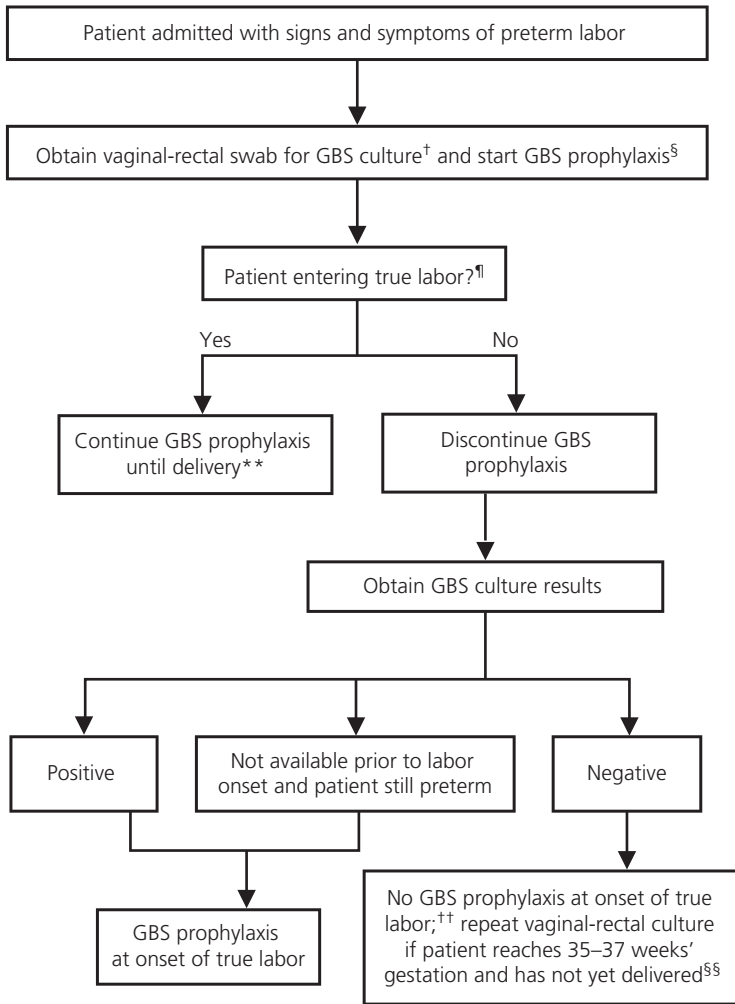 Patient admitted with signs and symptoms of preterm labor
Obtain vaginal-rectal swab for GBS culture† and start GBS prophylaxis§
Patient entering true labor?¶
Yes
No
Continue GBS prophylaxis
until delivery**
Discontinue GBS
prophylaxis
Obtain GBS culture results
Positive
Not available prior to labor
onset and patient still preterm
Negative
GBS prophylaxis
at onset of true labor
No GBS prophylaxis at onset of true
labor;†† repeat vaginal-rectal culture
if patient reaches 35–37 weeks’
gestation and has not yet delivered§§